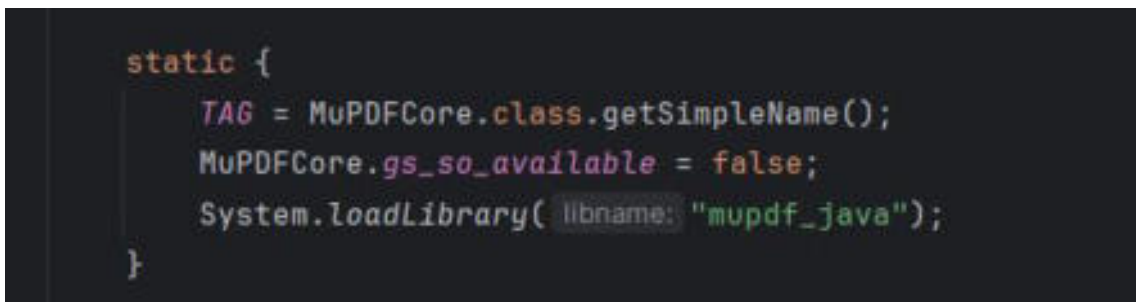 static {
TAG = MuPDFCore.class.getSimpleName();
MuPDFCore.gs_so_available = false;
System.loadLibrary( libname: "mupdf_java");
}